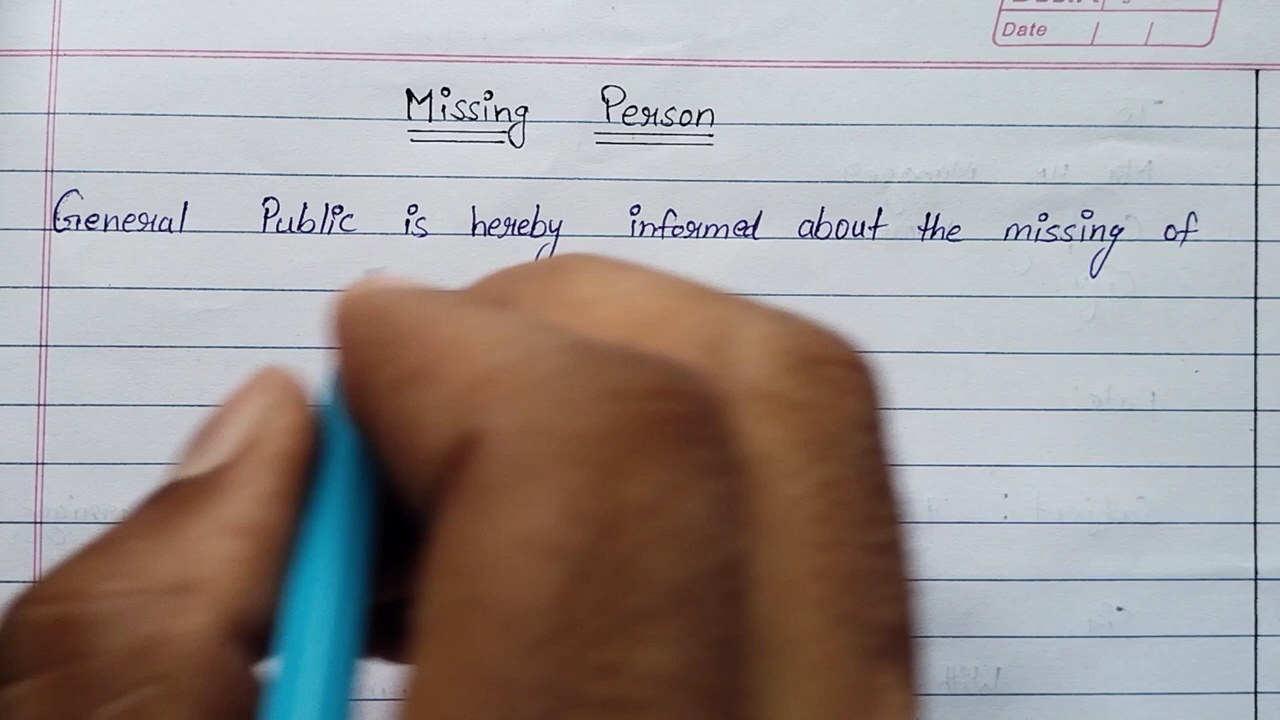 Date
Missing Person
General Public is hereby informed about the missing of